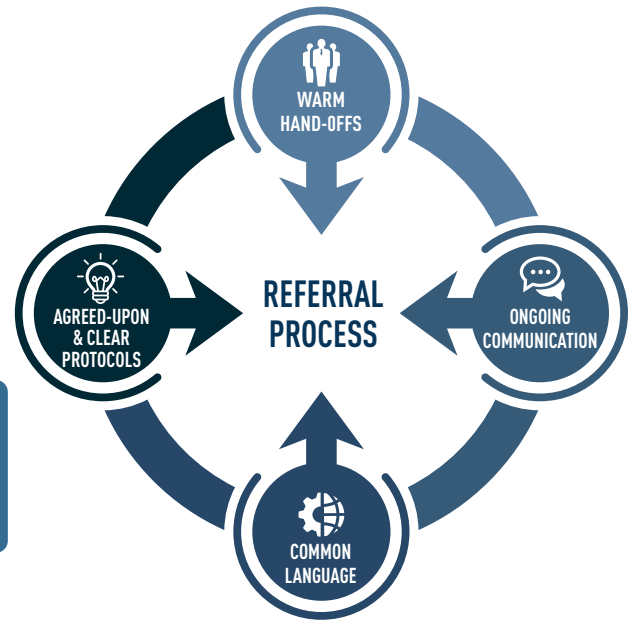 WARM
HAND-OFFS
REFERRAL
PROCESS
AGREED-UPON
& CLEAR
PROTOCOLS
ONGOING
COMMUNICATION
COMMON
LANGUAGE